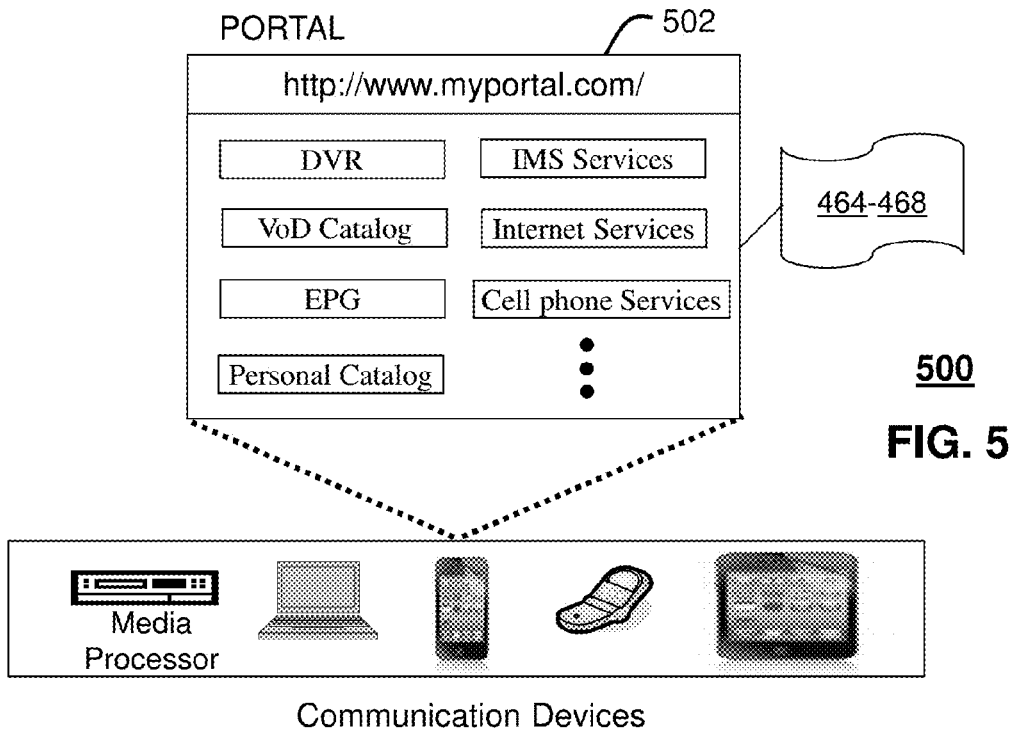 PORTAL
502
http://www.myportal.com/
DVR
IMS Services
VoD Catalog
Internet Services
EPG
Cell phone Services
Personal Catalog
464-468
500
FIG. 5
Media
Processor
Communication Devices